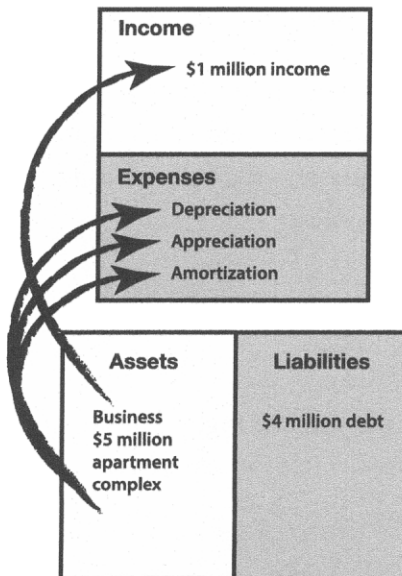 Income
$1 million income
Expenses
Depreciation
Appreciation
Amortization
Assets
Business
$5 million
apartment
complex
Liabilities
$4 million debt